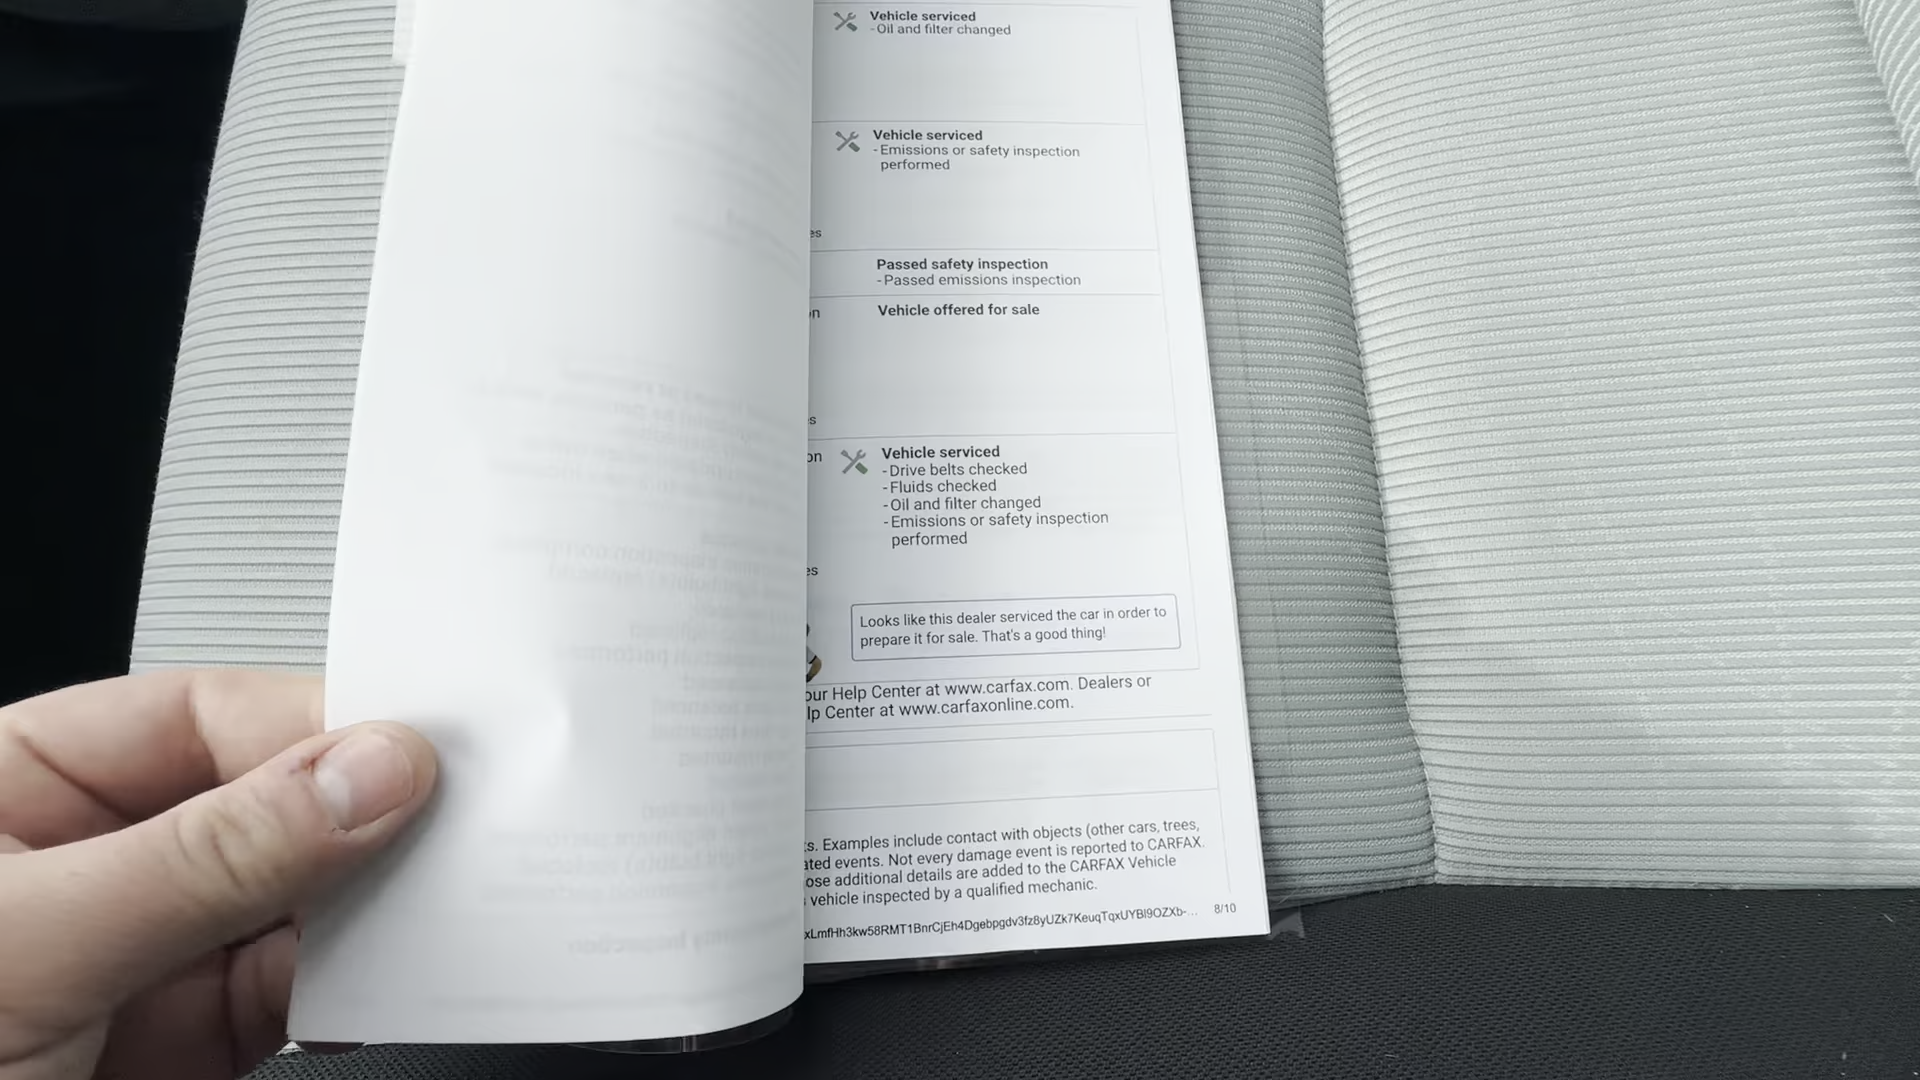 Vehicle serviced
- Oil and filter changed
Vehicle serviced
- Emissions or safety inspection
performed
es
Passed safety inspection
- Passed emissions inspection
n Vehicle offered for sale
s
on Vehicle serviced
- Drive belts checked
- Fluids checked
- Oil and filter changed
- Emissions or safety inspection
performed
es
Looks like this dealer serviced the car in order to
prepare it for sale. That's a good thing!
our Help Center at www.carfax.com. Dealers or
lp Center at www.carfaxonline.com.
s. Examples include contact with objects (other cars, trees,
ated events. Not every damage event is reported to CARFAX.
ose additional details are added to the CARFAX Vehicle
vehicle inspected by a qualified mechanic.
xLmfHh3kw58RMT1BnrCjEh4Dgebpgdv3fz8yUZk7KeuqTqxUYBl9OZXb-... 8/10